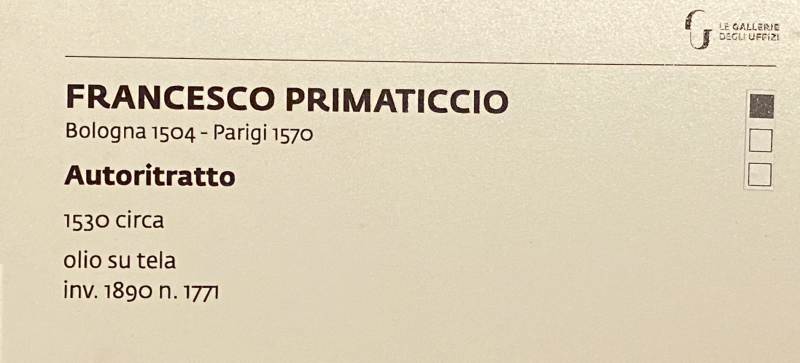 LE GALLERIE
DEGLI UFFIZI
FRANCESCO PRIMATICCIO
Bologna 1504 - Parigi 1570
Autoritratto
1530 circa
olio su tela
inv. 1890 n. 1771